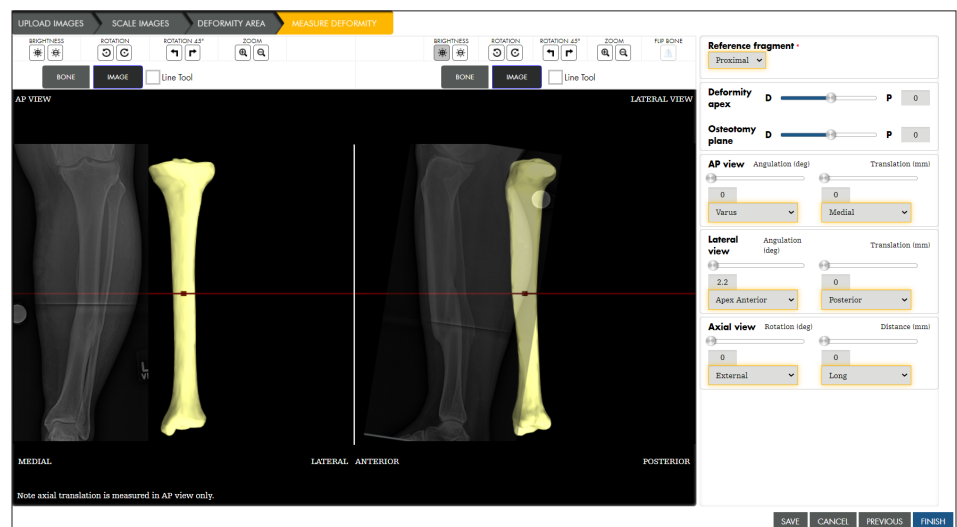 UPLOAD IMAGES SCALE IMAGES DEFORMITY AREA MEASURE DEFORMITY
BRIGHTNESS ROTATION ROTATION 45° ZOOM BRIGHTNESS ROTATION ROTATION 45° ZOOM FLIP BONE
BONE IMAGE Line Tool BONE IMAGE Line Tool
AP VIEW LATERAL VIEW
MEDIAL LATERAL ANTERIOR POSTERIOR
Note axial translation is measured in AP view only.
Reference fragment *
Proximal
Deformity apex D P 0
Osteotomy plane D P 0
AP view Angulation (deg) Translation (mm)
0 0
Varus Medial
Lateral view Angulation (deg) Translation (mm)
2.2 0
Apex Anterior Posterior
Axial view Rotation (deg) Distance (mm)
0 0
External Long
SAVE CANCEL PREVIOUS FINISH